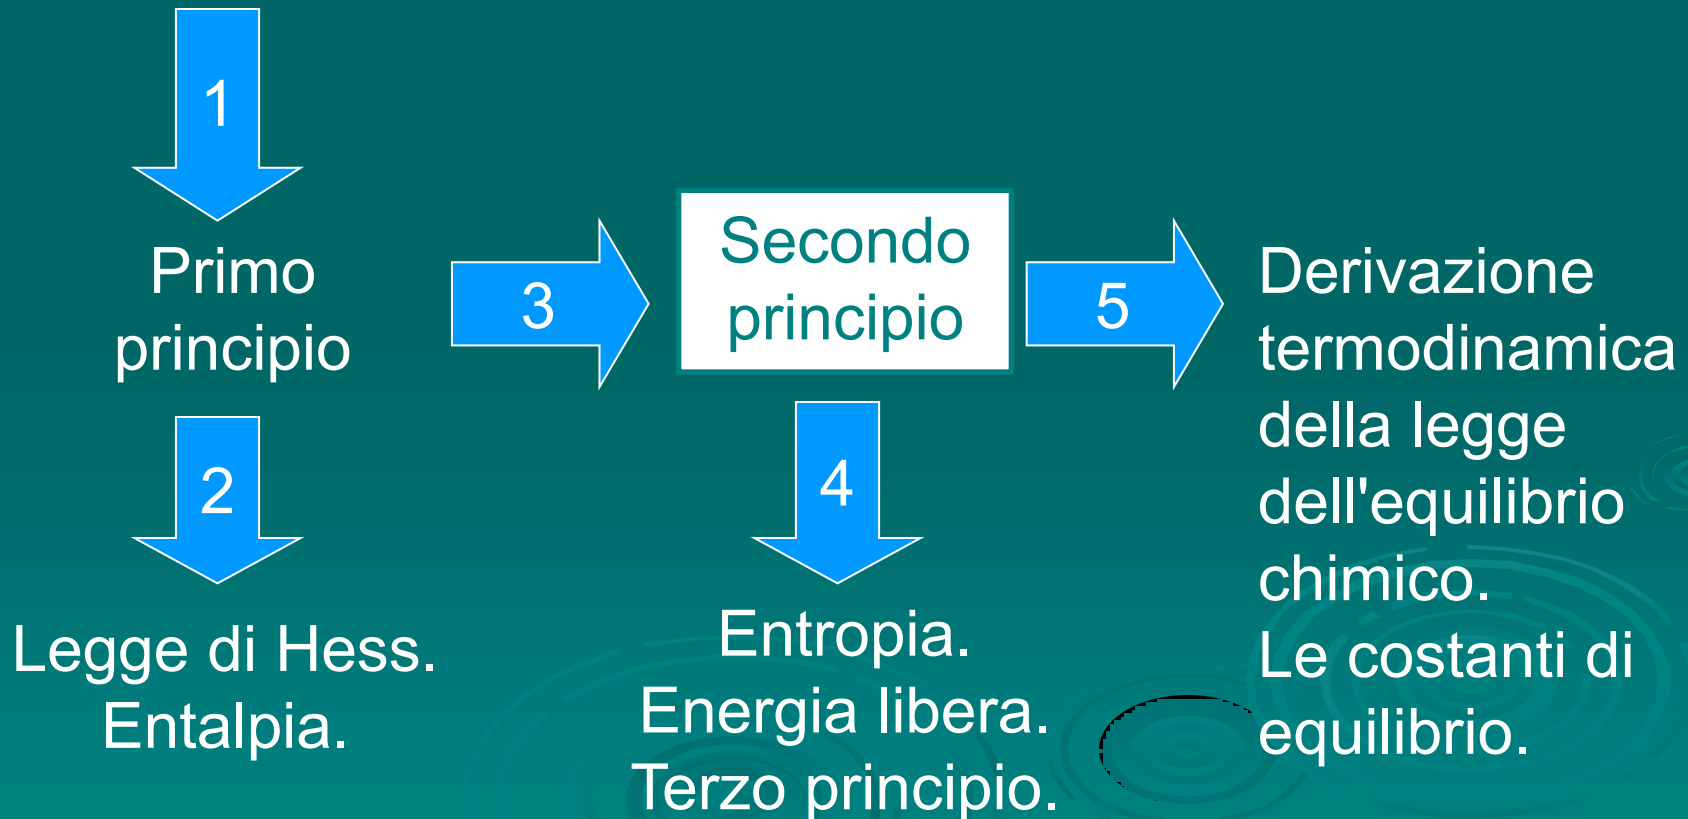 1
Primo
principio
2
Legge di Hess.
Entalpia.
3
Secondo
principio
4
Entropia.
Energia libera.
Terzo principio.
5
Derivazione
termodinamica
della legge
dell'equilibrio
chimico.
Le costanti di
equilibrio.